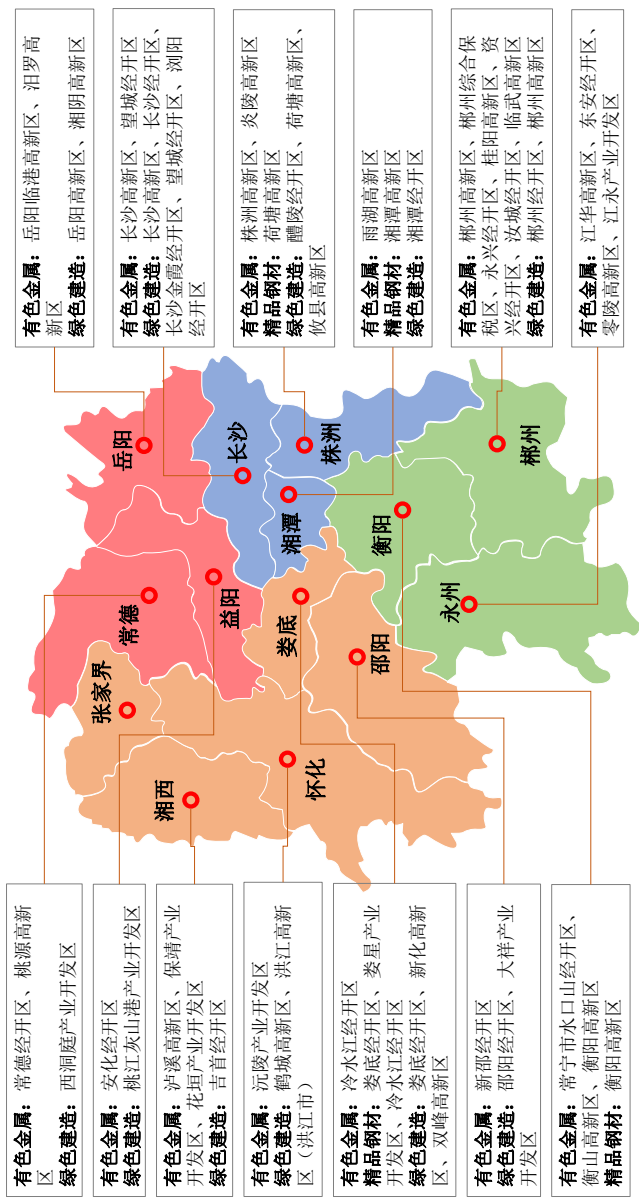 有色金属：常德经开区、桃源高新
区
绿色建造：西洞庭产业开发区
有色金属：安化经开区
绿色建造：桃江灰山港产业开发区
有色金属：泸溪高新区、保靖产业
开发区、花垣产业开发区
绿色建造：吉首经开区
有色金属：沅陵产业开发区
绿色建造：鹤城高新区、洪江高新
区（洪江市）
有色金属：冷水江经开区
精品钢材：娄底经开区、娄星产业
开发区、冷水江经开区
绿色建造：娄底经开区、新化高新
区、双峰高新区
有色金属：新邵经开区
绿色建造：邵阳经开区、大祥产业
开发区
有色金属：常宁市水口山经开区、
衡山高新区、衡阳高新区
精品钢材：衡阳高新区
张家界
常德
岳阳
湘西
益阳
长沙
怀化
娄底
湘潭
株洲
邵阳
衡阳
永州
郴州
有色金属：岳阳临港高新区、汨罗高
新区
绿色建造：岳阳高新区、湘阴高新区
有色金属：长沙高新区、望城经开区
绿色建造：长沙高新区、长沙经开区、
长沙金霞经开区、望城经开区、浏阳
经开区
有色金属：株洲高新区、炎陵高新区
精品钢材：荷塘高新区
绿色建造：醴陵经开区、荷塘高新区、
攸县高新区
有色金属：雨湖高新区
精品钢材：湘潭高新区
绿色建造：湘潭经开区
有色金属：郴州高新区、郴州综合保
税区、永兴经开区、桂阳高新区、资
兴经开区、汝城经开区、临武高新区
绿色建造：郴州经开区、郴州高新区
有色金属：江华高新区、东安经开区、
零陵高新区、江永产业开发区